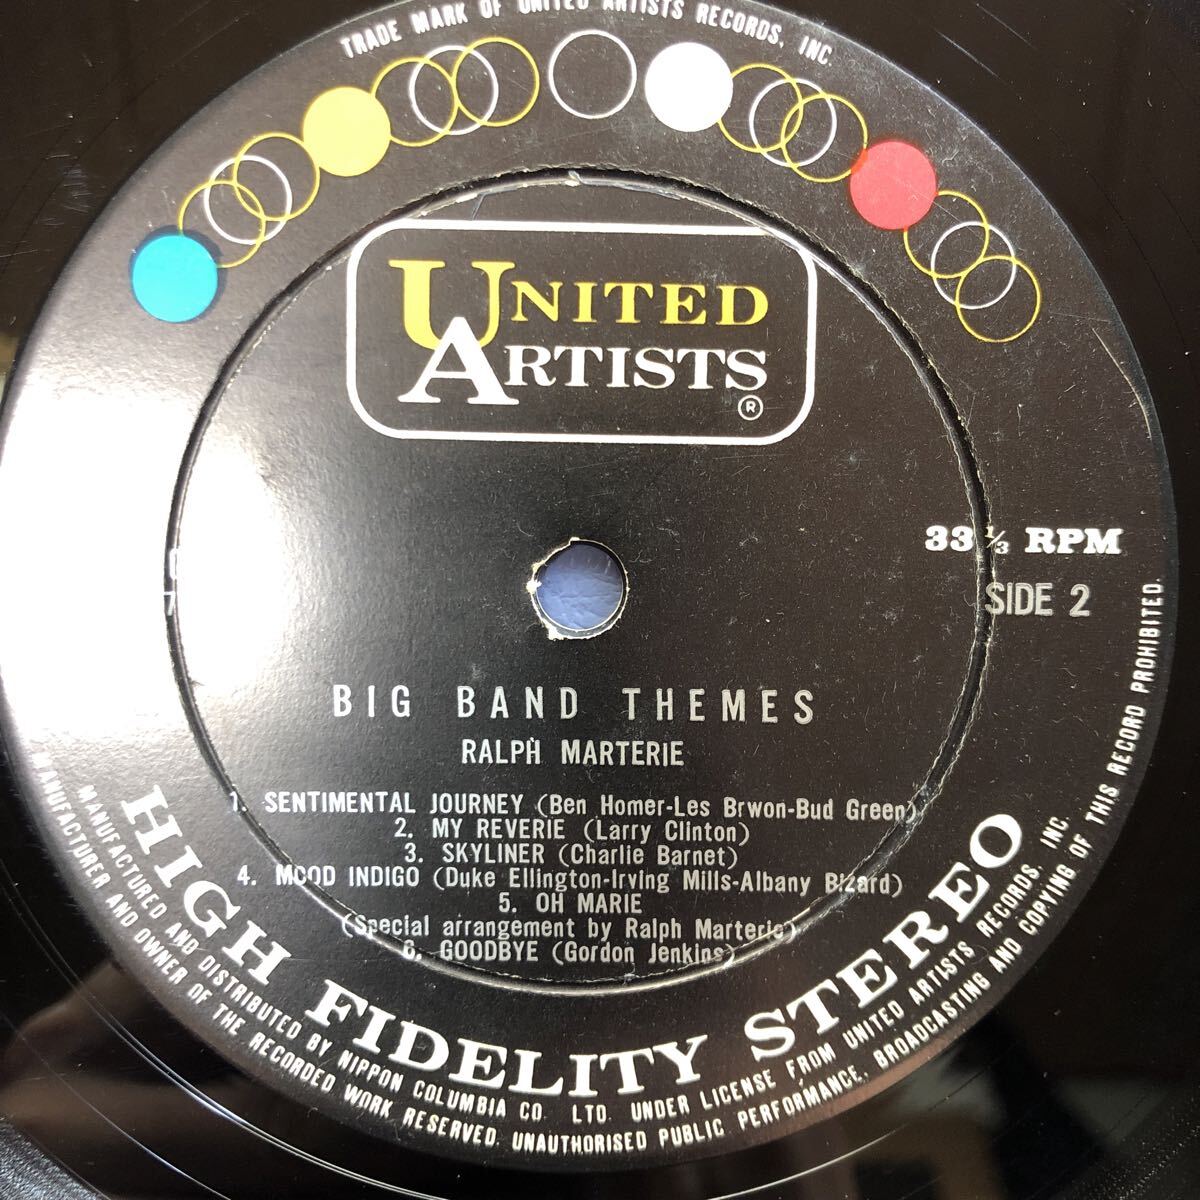 TRADE MARK OF UNITED ARTISTS RECORDS, INC.
UNITED
ARTISTS
®
33 1/3 RPM
SIDE 2
BIG BAND THEMES
RALPH MARTERIE
1. SENTIMENTAL JOURNEY (Ben Homer-Les Brwon-Bud Green)
2. MY REVERIE (Larry Clinton)
3. SKYLINER (Charlie Barnet)
4. MOOD INDIGO (Duke Ellington-Irving Mills-Albany Bizard)
5. OH MARIE
(Special arrangement by Ralph Marterie)
6. GOODBYE (Gordon Jenkins)
HIGH FIDELITY STEREO
MANUFACTURED AND DISTRIBUTED BY NIPPON COLUMBIA CO. LTD. UNDER LICENSE FROM UNITED ARTISTS RECORDS, INC.
MANUFACTURER AND OWNER OF THE RECORDED WORK RESERVED. UNAUTHORISED PUBLIC PERFORMANCE, BROADCASTING AND COPYING OF THIS RECORD PROHIBITED.